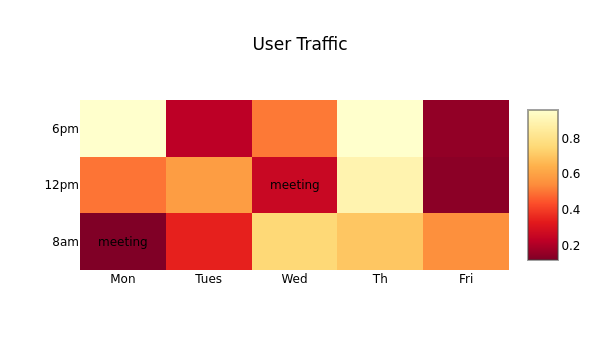 User Traffic
6pm
12pm
meeting
8am
meeting
Mon Tues Wed Th Fri
0.8
0.6
0.4
0.2